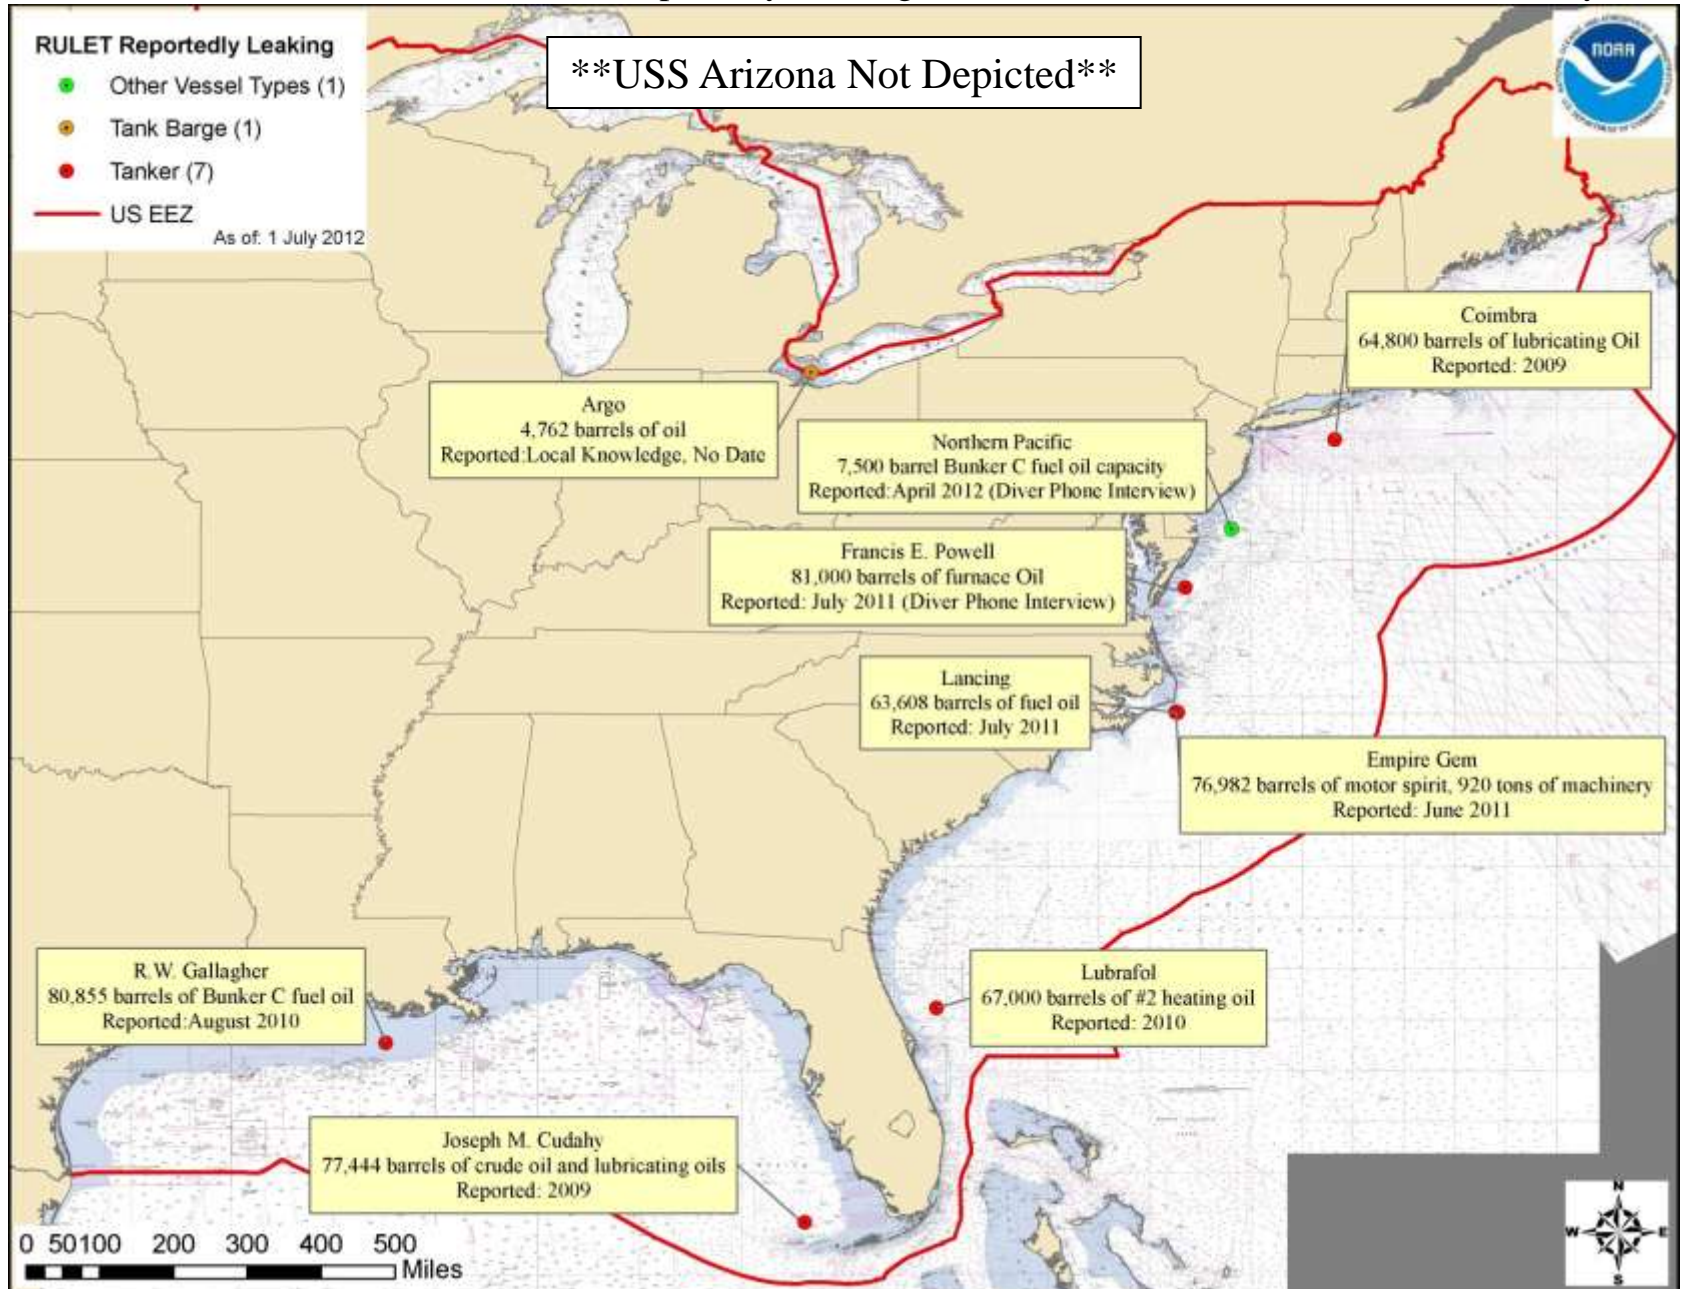 RULET Reportedly Leaking
Other Vessel Types (1)
Tank Barge (1)
Tanker (7)
US EEZ
As of: 1 July 2012
**USS Arizona Not Depicted**
NOAA
Coimbra
64,800 barrels of lubricating Oil
Reported: 2009
Argo
4,762 barrels of oil
Reported:Local Knowledge, No Date
Northern Pacific
7,500 barrel Bunker C fuel oil capacity
Reported:April 2012 (Diver Phone Interview)
Francis E. Powell
81,000 barrels of furnace Oil
Reported: July 2011 (Diver Phone Interview)
Lancing
63,608 barrels of fuel oil
Reported: July 2011
Empire Gem
76,982 barrels of motor spirit, 920 tons of machinery
Reported: June 2011
R.W. Gallagher
80,855 barrels of Bunker C fuel oil
Reported:August 2010
Lubrafol
67,000 barrels of #2 heating oil
Reported: 2010
Joseph M. Cudahy
77,444 barrels of crude oil and lubricating oils
Reported: 2009
0 50 100 200 300 400 500
Miles
N
W E
S